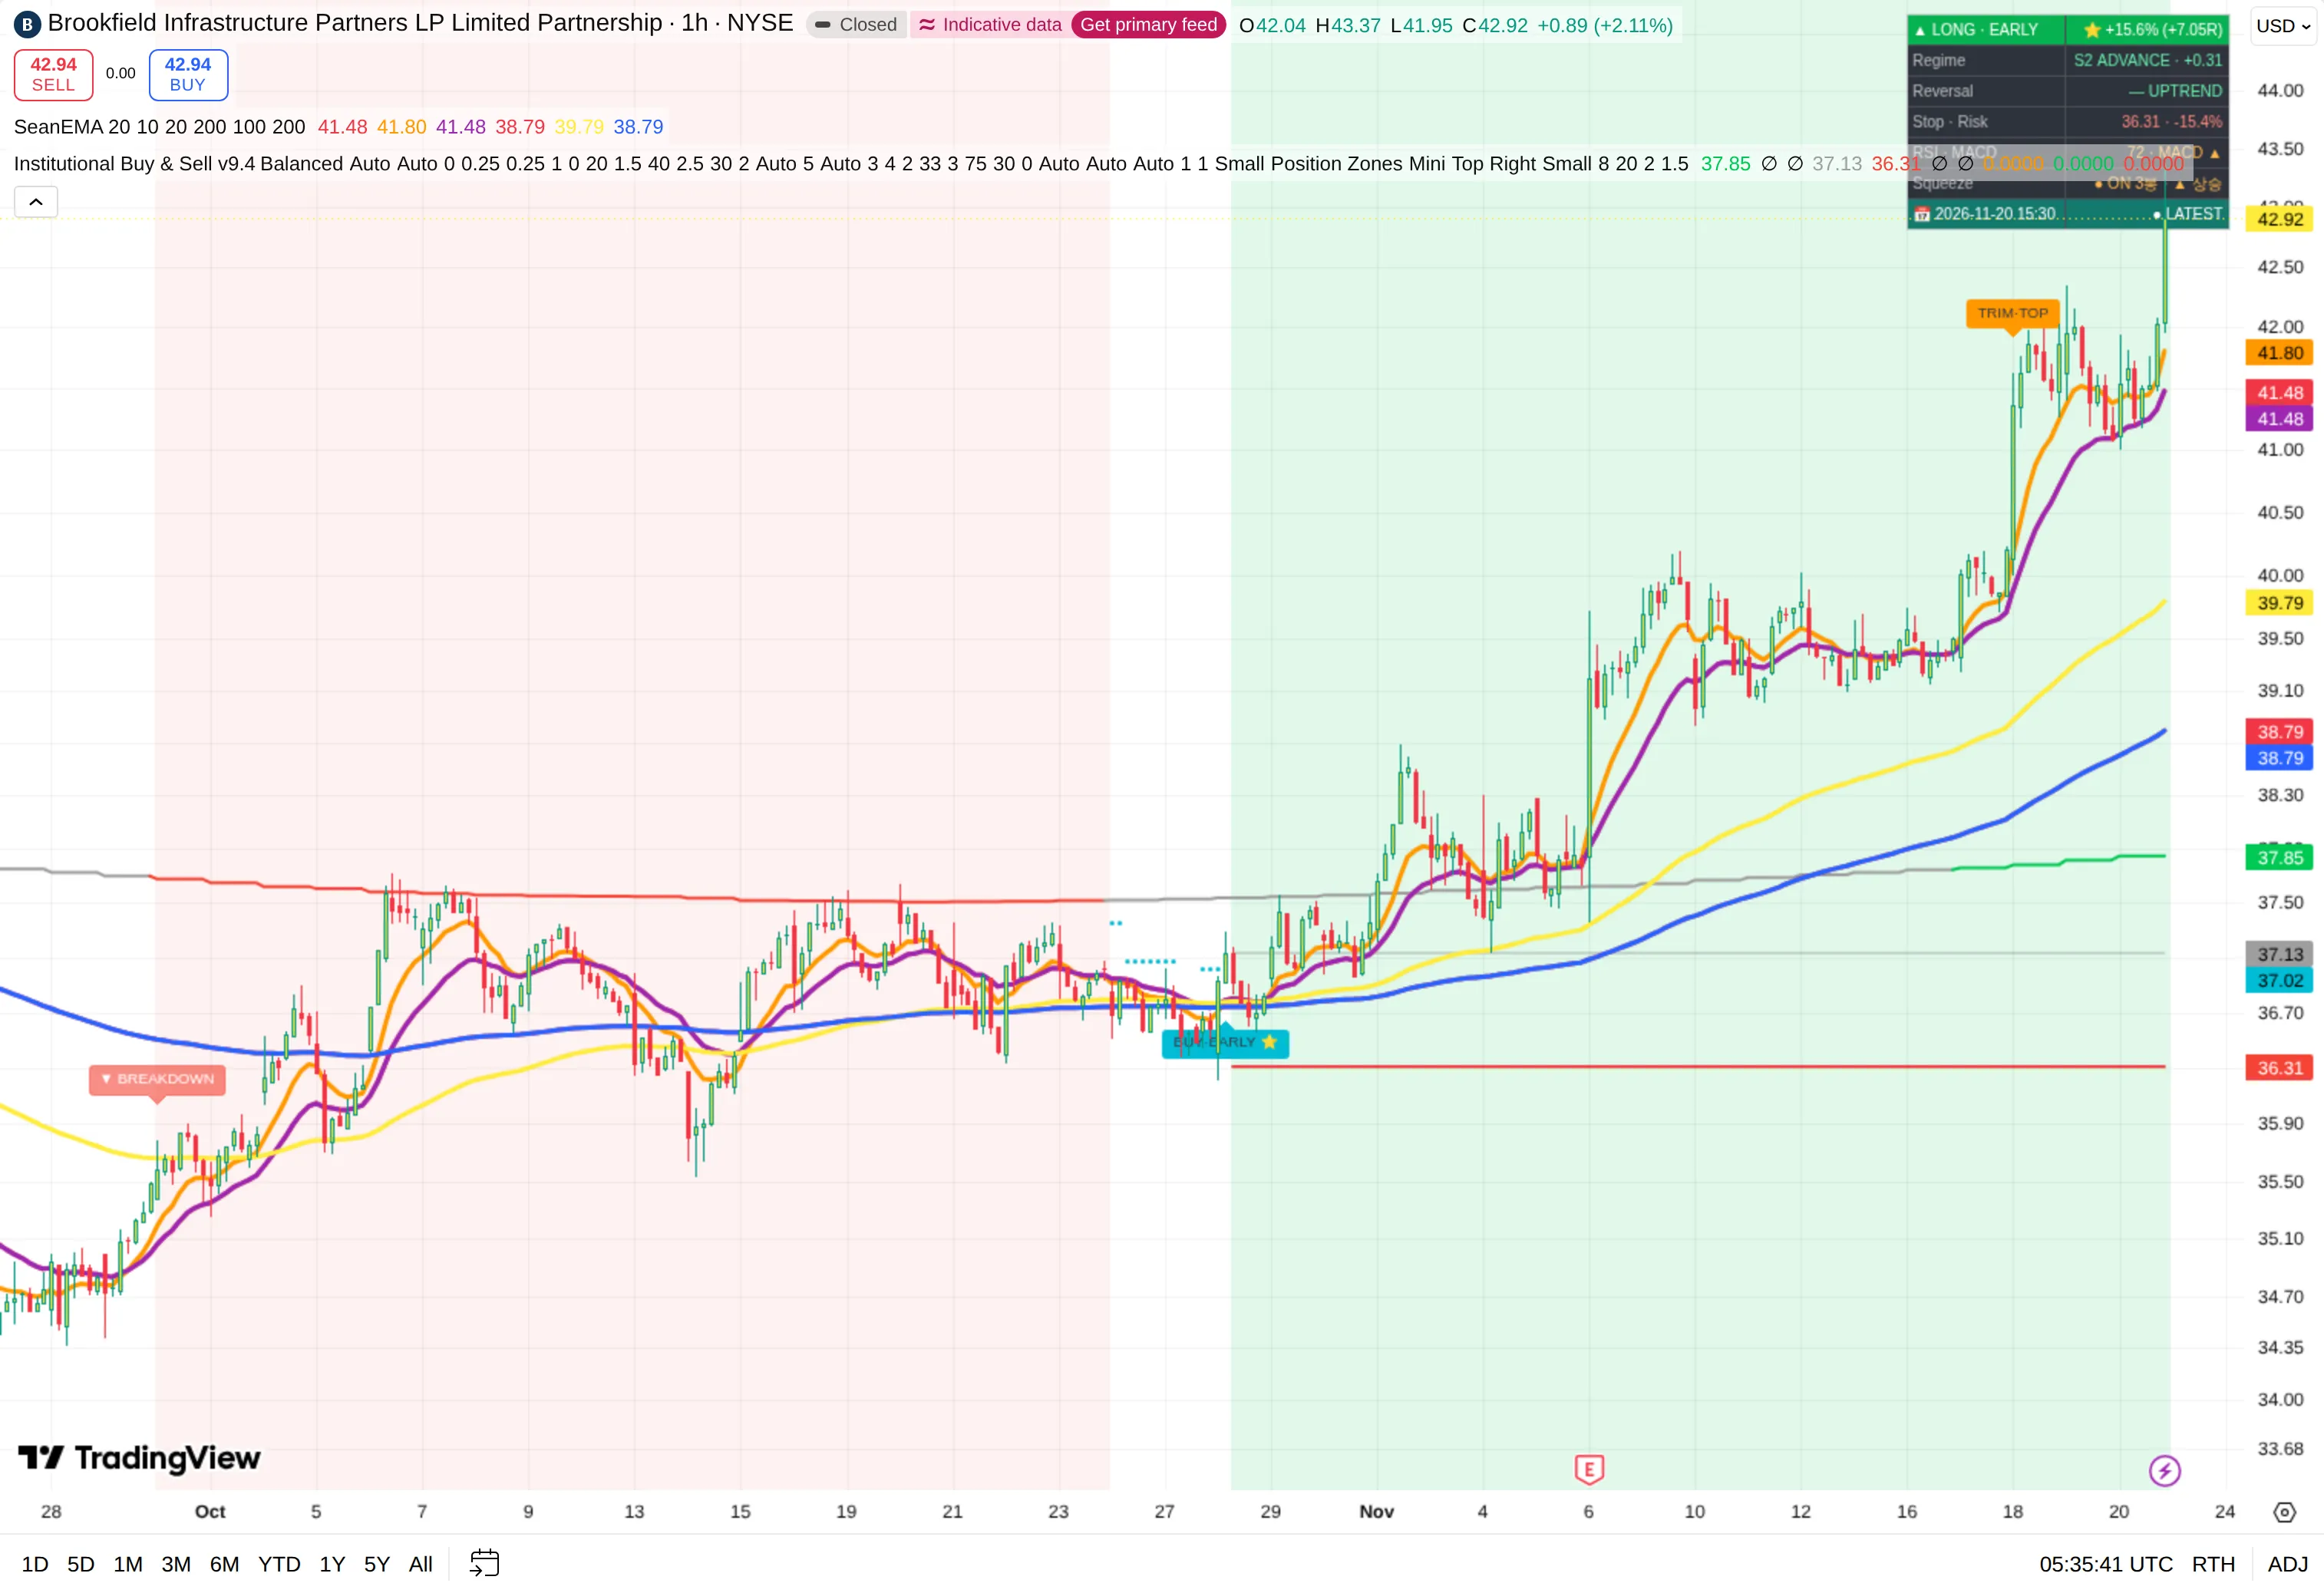 B Brookfield Infrastructure Partners LP Limited Partnership · 1h · NYSE Closed Indicative data Get primary feed O42.04 H43.37 L41.95 C42.92 +0.89 (+2.11%)
USD
42.94 SELL 0.00 42.94 BUY
SeanEMA 20 10 20 200 100 200 41.48 41.80 41.48 38.79 39.79 38.79
Institutional Buy & Sell v9.4 Balanced Auto Auto 0 0.25 0.25 1 0 20 1.5 40 2.5 30 2 Auto 5 Auto 3 4 2 33 3 75 30 0 Auto Auto Auto 1 1 Small Position Zones Mini Top Right Small 8 20 2 1.5 37.85 ∅ ∅ 37.13 36.31 ∅ ∅ 0.0000 0.0000 0.0000
▲ LONG · EARLY ⭐ +15.6% (+7.05R)
Regime S2 ADVANCE · +0.31
Reversal — UPTREND
Stop · Risk 36.31 · -15.4%
RSI · MACD 72 · MACD ▲
Squeeze ● ON 3봉 ▲ 상승
📅 2026-11-20 15:30 ● LATEST
TRIM-TOP
▼ BREAKDOWN
BUY-EARLY ⭐
44.00
43.50
42.92
42.50
42.00
41.80
41.48
41.48
41.00
40.50
40.00
39.79
39.50
39.10
38.79
38.79
38.30
37.85
37.50
37.13
37.02
36.70
36.31
35.90
35.50
35.10
34.70
34.35
34.00
33.68
TradingView
E
28 Oct 5 7 9 13 15 19 21 23 27 29 Nov 4 6 10 12 16 18 20 24
1D 5D 1M 3M 6M YTD 1Y 5Y All
05:35:41 UTC RTH ADJ